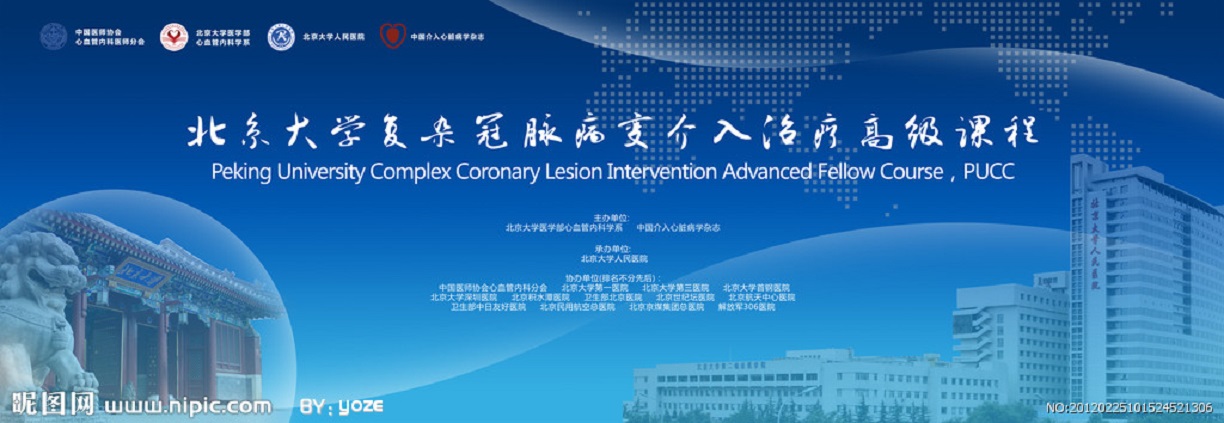 中国医师协会
心血管内科医师分会
北京大学医学部
心血管内科学系
北京大学人民医院
中国介入心脏病学杂志
北京大学复杂冠脉病变介入治疗高级课程
Peking University Complex Coronary Lesion Intervention Advanced Fellow Course , PUCC
主办单位:
北京大学医学部心血管内科学系 中国介入心脏病学杂志
承办单位:
北京大学人民医院
协办单位(排名不分先后):
中国医师协会心血管内科分会 北京大学第一医院 北京大学第三医院 北京大学首钢医院
北京大学深圳医院 北京积水潭医院 卫生部北京医院 北京世纪坛医院 北京航天中心医院
卫生部中日友好医院 北京民用航空总医院 北京京煤集团总医院 解放军306医院
北京大学人民医院
昵图网 www.hipic.com
BY: yoze
NO:20120225101524521306